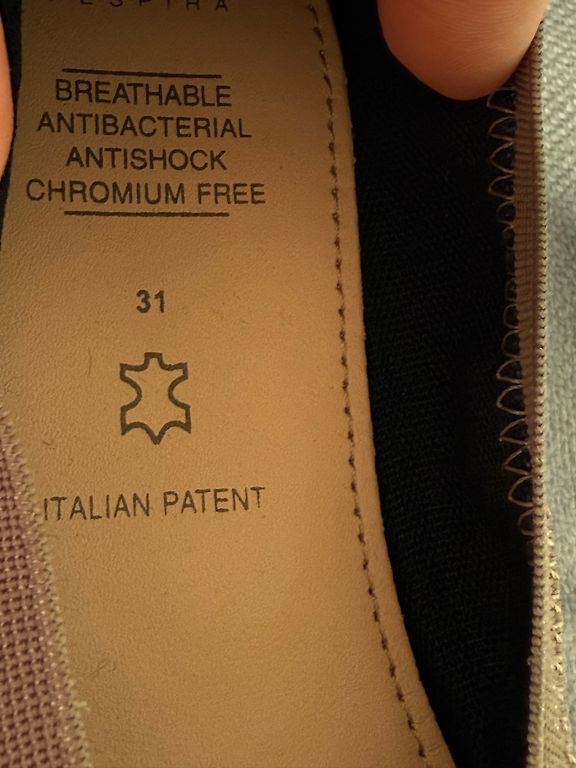 BREATHABLE
ANTIBACTERIAL
ANTISHOCK
CHROMIUM FREE
31
ITALIAN PATENT